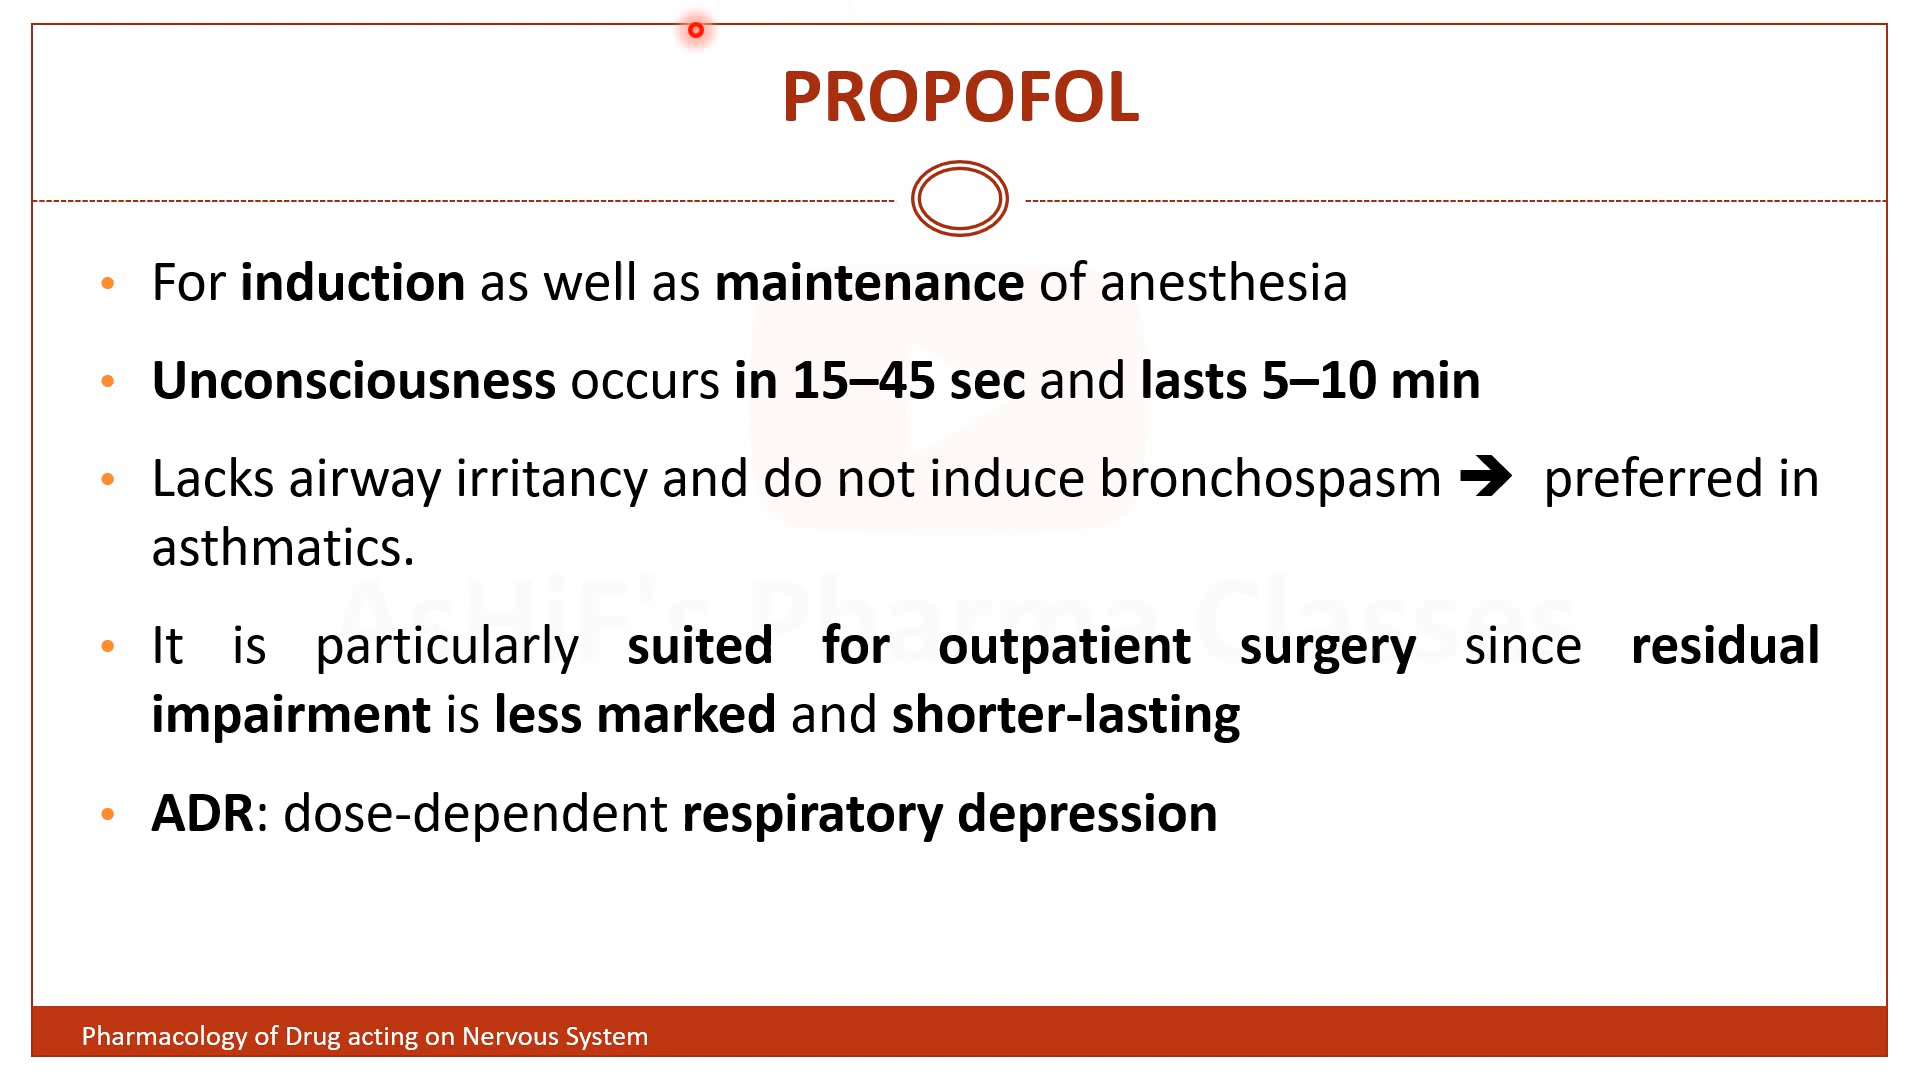 PROPOFOL
• For induction as well as maintenance of anesthesia
• Unconsciousness occurs in 15–45 sec and lasts 5–10 min
• Lacks airway irritancy and do not induce bronchospasm ➔ preferred in
asthmatics.
AsHiF's Pharma Classes
• It is particularly suited for outpatient surgery since residual
impairment is less marked and shorter-lasting
• ADR: dose-dependent respiratory depression
Pharmacology of Drug acting on Nervous System